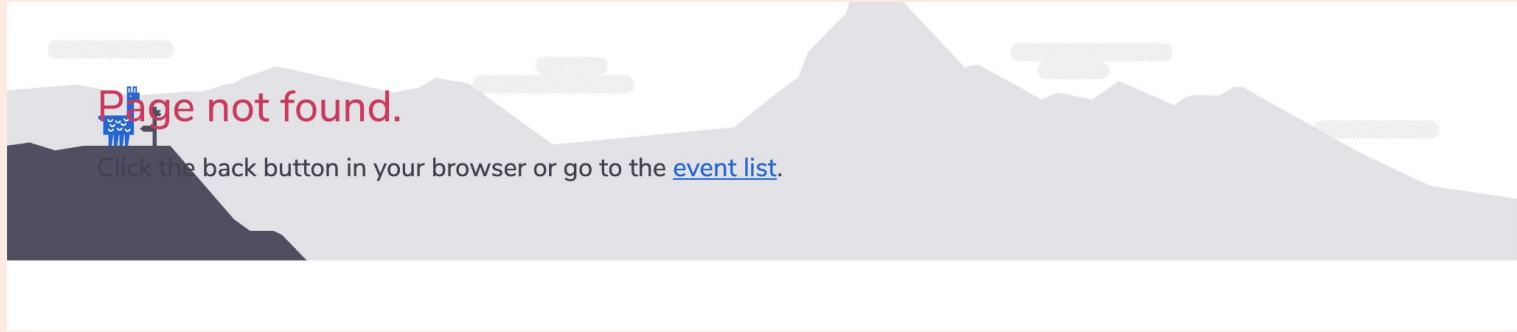 Page not found.
Click the back button in your browser or go to the event list.